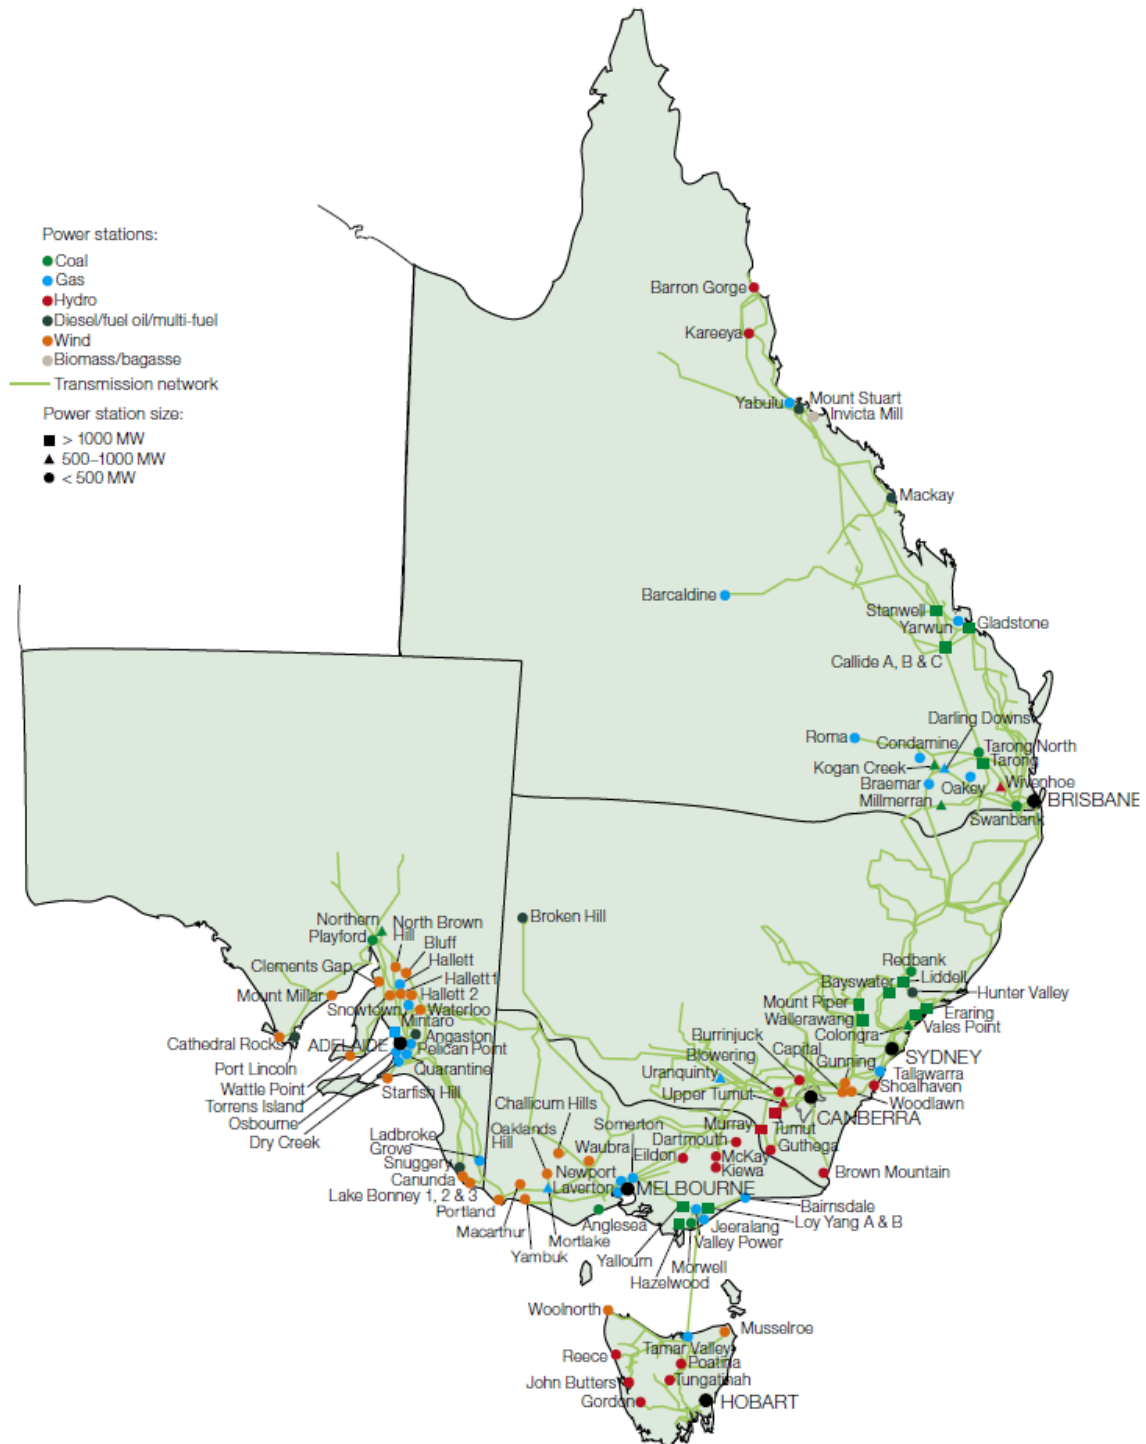 Power stations:
Coal
Gas
Hydro
Diesel/fuel oil/multi-fuel
Wind
Biomass/bagasse
Transmission network
Power station size:
> 1000 MW
500–1000 MW
< 500 MW
Barron Gorge
Kareeya
Yabulu
Mount Stuart
Invicta Mill
Mackay
Barcaldine
Stanwell
Yarwun
Gladstone
Callide A, B & C
Darling Downs
Roma
Condamine
Tarong North
Tarong
Kogan Creek
Braemar
Oakey
Wivenhoe
Millmerran
BRISBANE
Swanbank
Northern
Playford
North Brown
Hill
Bluff
Broken Hill
Clements Gap
Hallett
Hallett 1
Mount Millar
Hallett 2
Snowtown
Waterloo
Mintaro
Angaston
Cathedral Rocks
ADELAIDE
Pelican Point
Port Lincoln
Quarantine
Wattle Point
Starfish Hill
Torrens Island
Osbourne
Dry Creek
Redbank
Bayswater
Liddell
Hunter Valley
Mount Piper
Wallerawang
Eraring
Vales Point
Colongra
Burrinjuck
Capital
SYDNEY
Blowering
Gunning
Tallawarra
Uranquinty
Shoalhaven
Upper Tumut
Woodlawn
CANBERRA
Challicum Hills
Oaklands
Hill
Somerton
Murray
Tumut
Dartmouth
Guthega
Ladbroke
Grove
Waubra
Eildon
McKay
Kiewa
Snuggery
Newport
Brown Mountain
Canunda
Laverton
MELBOURNE
Lake Bonney 1, 2 & 3
Portland
Bairnsdale
Macarthur
Anglesea
Loy Yang A & B
Jeeralang
Mortlake
Valley Power
Yambuk
Yallourn
Morwell
Hazelwood
Woolnorth
Musselroe
Tamar Valley
Reece
Poatina
John Butters
Tungatinah
Gordon
HOBART